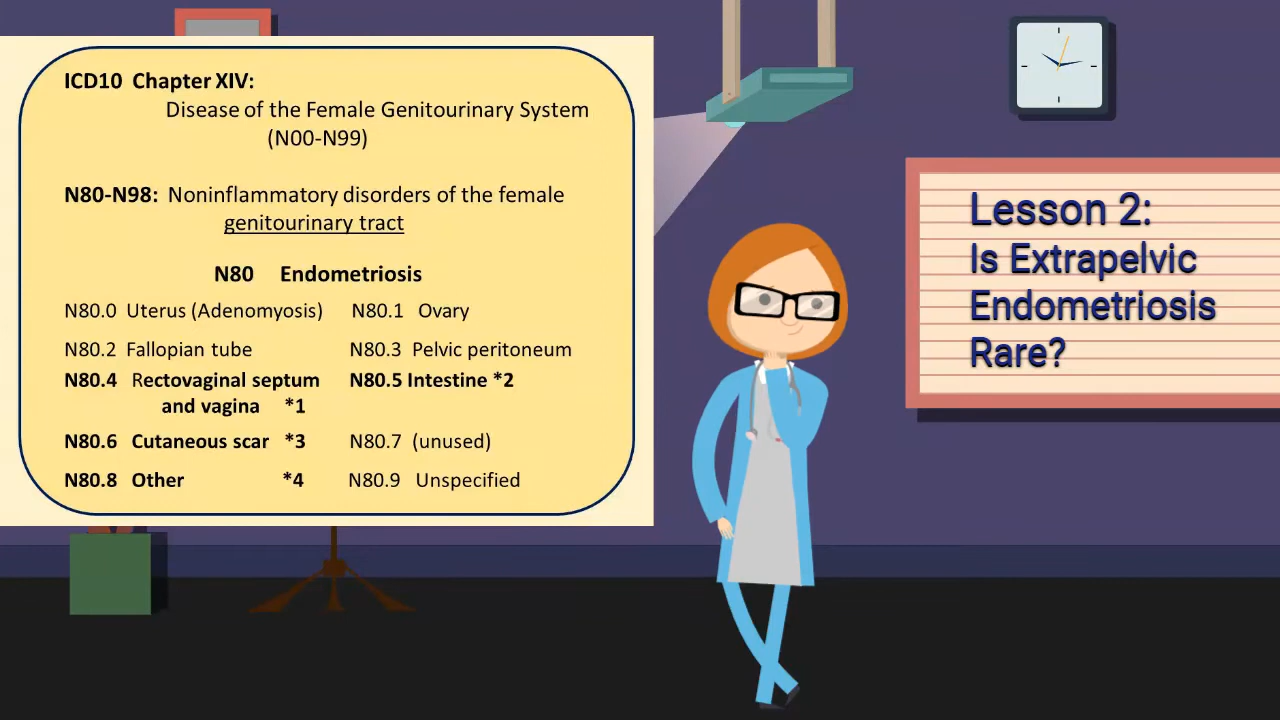 ICD10 Chapter XIV:
Disease of the Female Genitourinary System
(N00-N99)
N80-N98: Noninflammatory disorders of the female
genitourinary tract
N80 Endometriosis
N80.0 Uterus (Adenomyosis) N80.1 Ovary
N80.2 Fallopian tube N80.3 Pelvic peritoneum
N80.4 Rectovaginal septum N80.5 Intestine *2
and vagina *1
N80.6 Cutaneous scar *3 N80.7 (unused)
N80.8 Other *4 N80.9 Unspecified
Lesson 2:
Is Extrapelvic
Endometriosis
Rare?